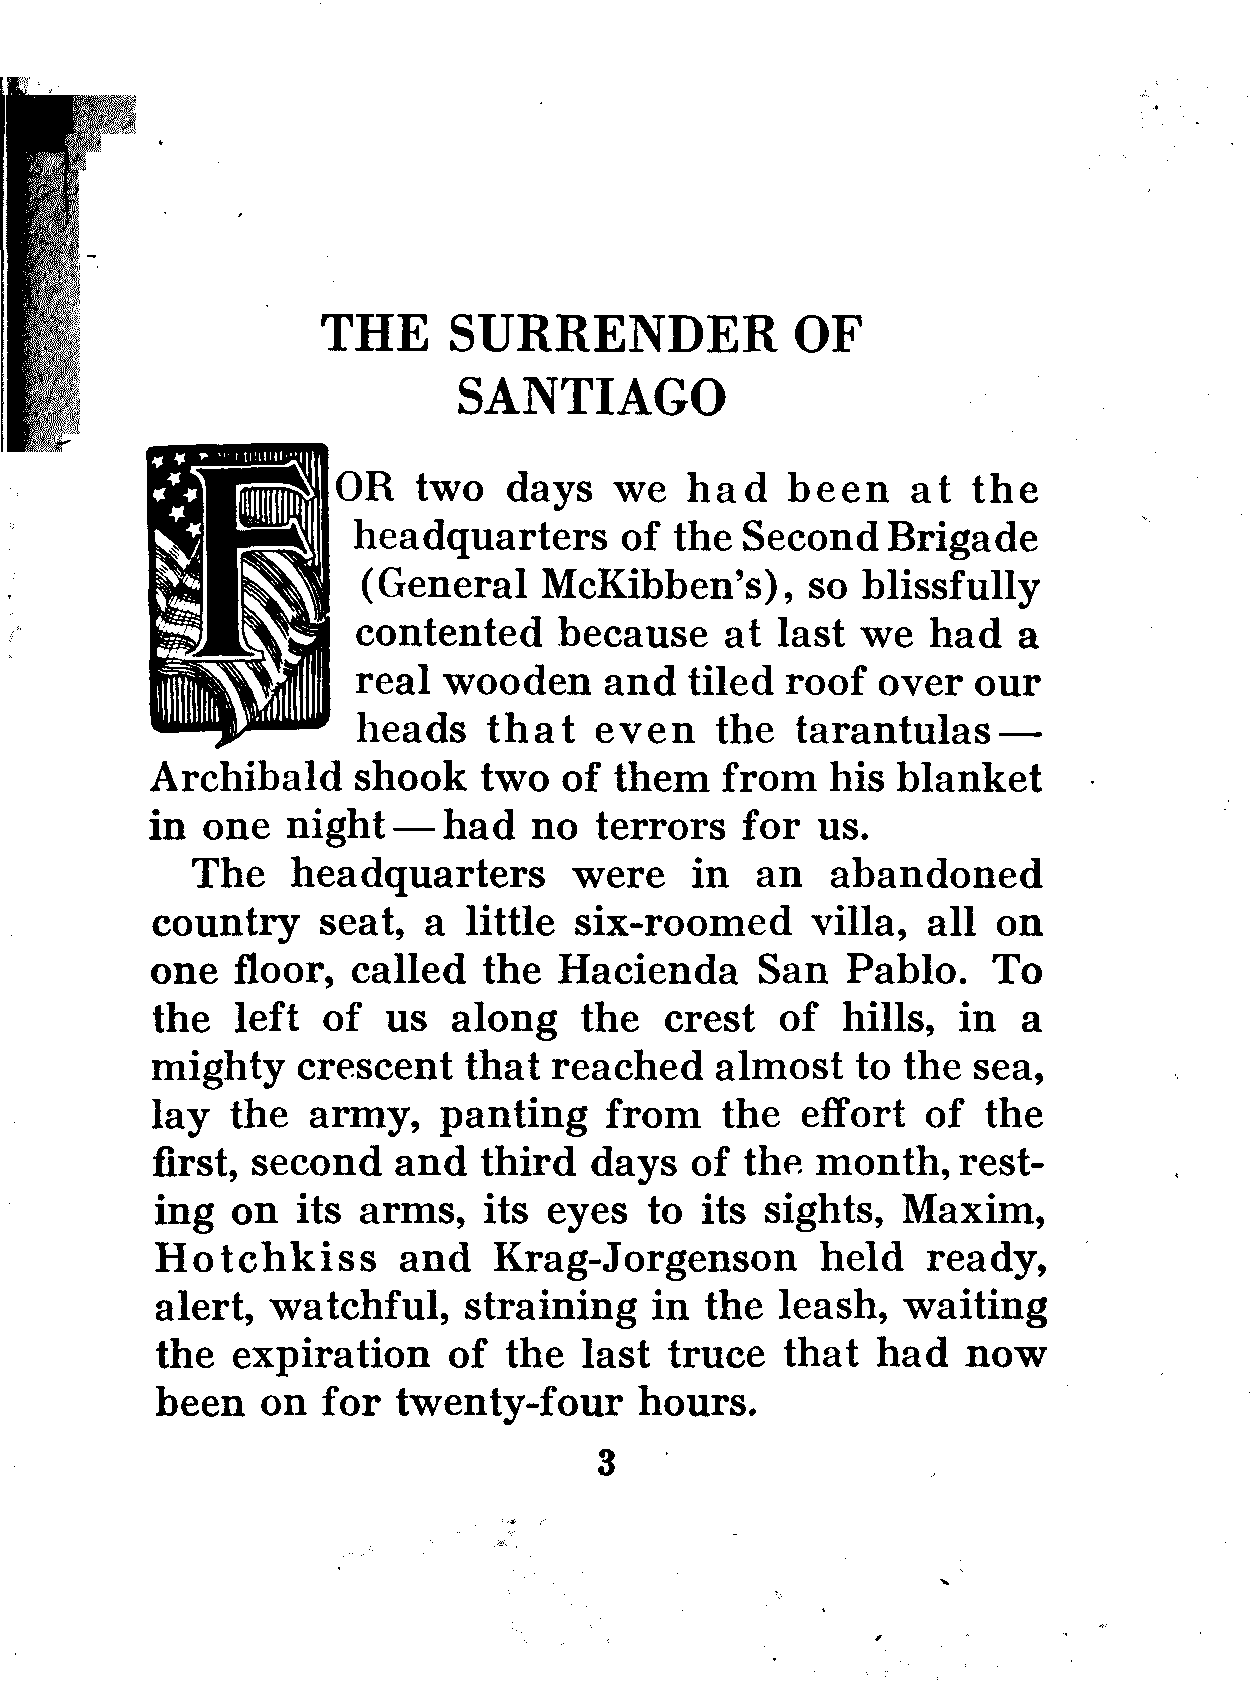 THE SURRENDER OF
SANTIAGO
FOR two days we had been at the
headquarters of the Second Brigade
(General McKibben's), so blissfully
contented because at last we had a
real wooden and tiled roof over our
heads that even the tarantulas—
Archibald shook two of them from his blanket
in one night—had no terrors for us.
The headquarters were in an abandoned
country seat, a little six-roomed villa, all on
one floor, called the Hacienda San Pablo. To
the left of us along the crest of hills, in a
mighty crescent that reached almost to the sea,
lay the army, panting from the effort of the
first, second and third days of the month, rest-
ing on its arms, its eyes to its sights, Maxim,
Hotchkiss and Krag-Jorgenson held ready,
alert, watchful, straining in the leash, waiting
the expiration of the last truce that had now
been on for twenty-four hours.
3